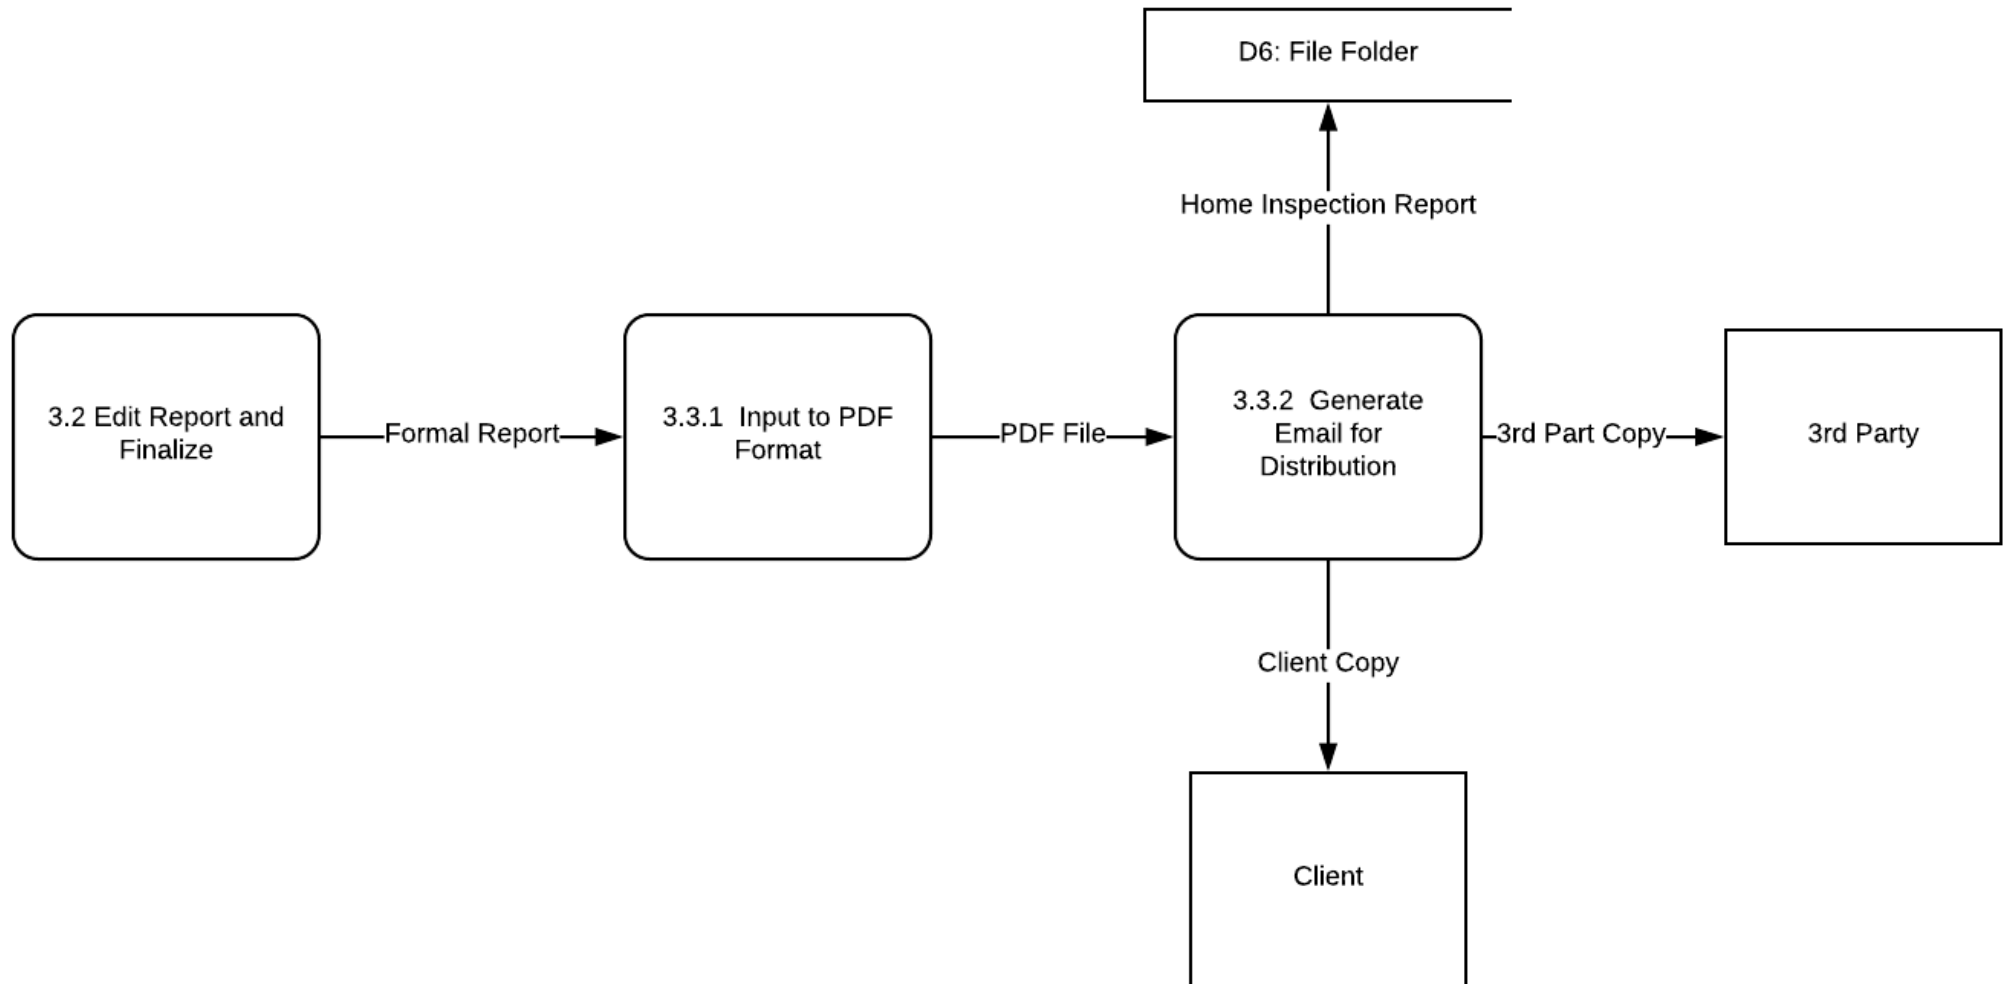 D6: File Folder
Home Inspection Report
3.2 Edit Report and
Finalize
Formal Report
3.3.1  Input to PDF
Format
PDF File
3.3.2  Generate
Email for
Distribution
3rd Part Copy
3rd Party
Client Copy
Client